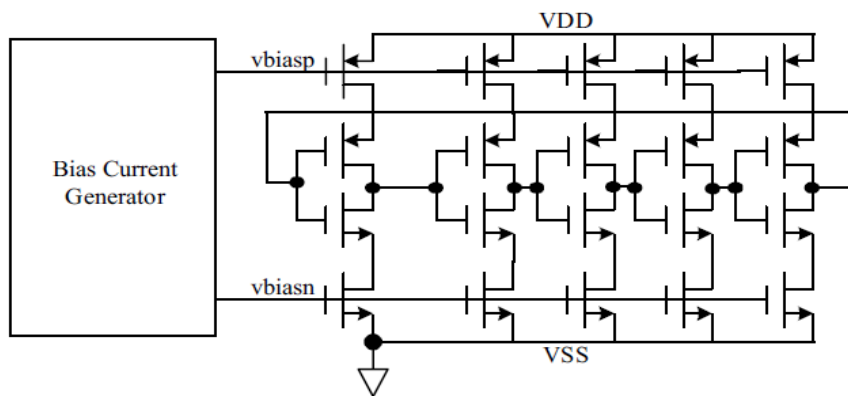 VDD
vbiasp
Bias Current
Generator
vbiasn
VSS